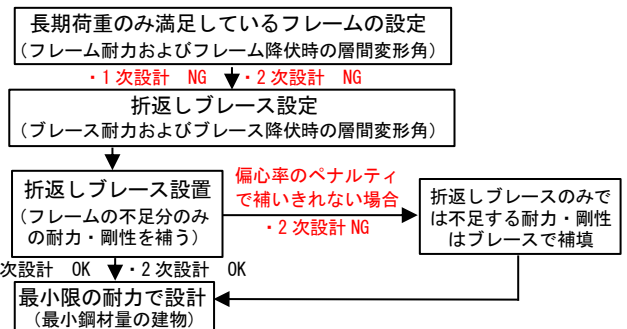 長期荷重のみ満足しているフレームの設定
(フレーム耐力およびフレーム降伏時の層間変形角)
・1次設計 NG ・2次設計 NG
折返しブレース設定
(ブレース耐力およびブレース降伏時の層間変形角)
折返しブレース設置
(フレームの不足分のみ
の耐力・剛性を補う)
偏心率のペナルティ
で補いきれない場合
・2次設計 NG
折返しブレースのみで
は不足する耐力・剛性
はブレースで補填
次設計 OK ・2次設計 OK
最小限の耐力で設計
(最小鋼材量の建物)